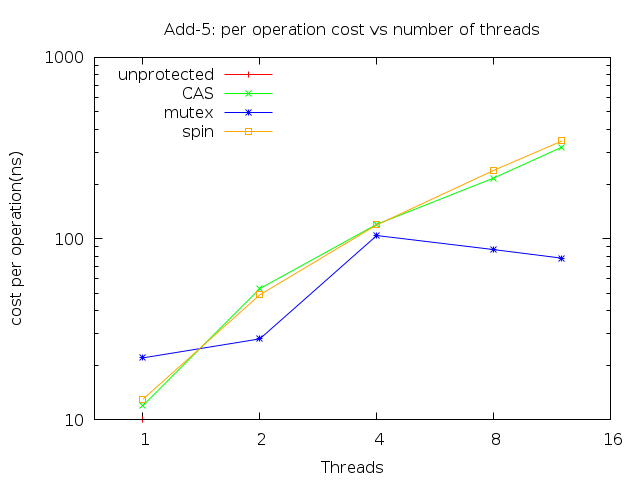 Add-5: per operation cost vs number of threads
1000
unprotected
CAS
mutex
spin
cost per operation(ns)
100
10
1 2 4 8 16
Threads